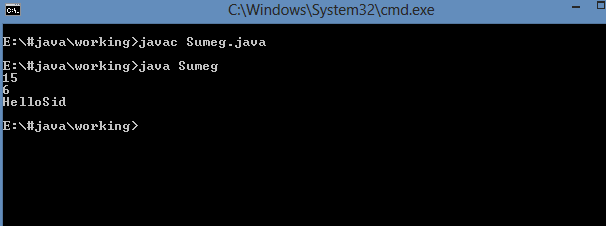 C:\Windows\System32\cmd.exe
E:\#java\working>javac Sumeg.java
E:\#java\working>java Sumeg
15
6
HelloSid
E:\#java\working>